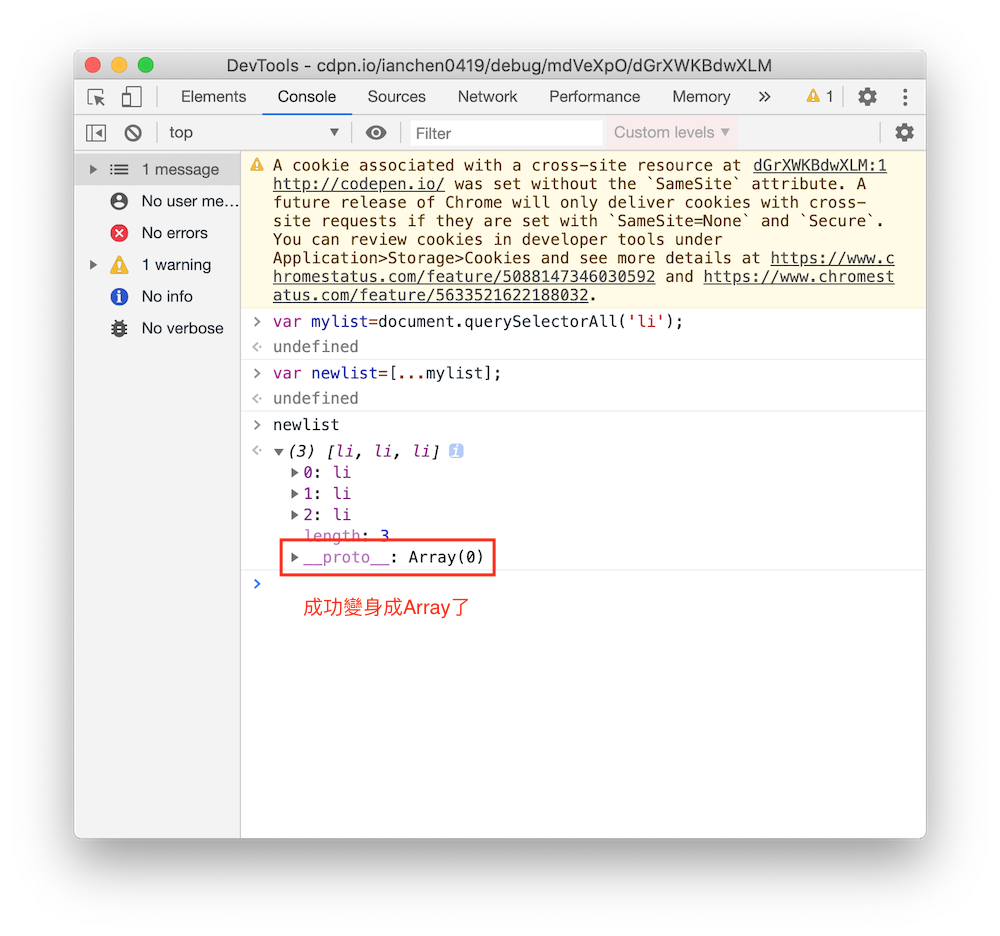 DevTools - cdpn.io/ianchen0419/debug/mdVeXpO/dGrXWKBdwXLM
Elements Console Sources Network Performance Memory » 1
top ▼ Filter Custom levels ▼
1 message
No user me...
No errors
1 warning
No info
No verbose
A cookie associated with a cross-site resource at dGrXWKBdwXLM:1
http://codepen.io/ was set without the `SameSite` attribute. A
future release of Chrome will only deliver cookies with cross-
site requests if they are set with `SameSite=None` and `Secure`.
You can review cookies in developer tools under
Application>Storage>Cookies and see more details at https://www.c
hromestatus.com/feature/5088147346030592 and https://www.chromest
atus.com/feature/5633521622188032.
> var mylist=document.querySelectorAll('li');
undefined
> var newlist=[...mylist];
undefined
> newlist
▼(3) [li, li, li] i
▶0: li
▶1: li
▶2: li
length: 3
▶__proto__: Array(0)
>
成功變身成Array了